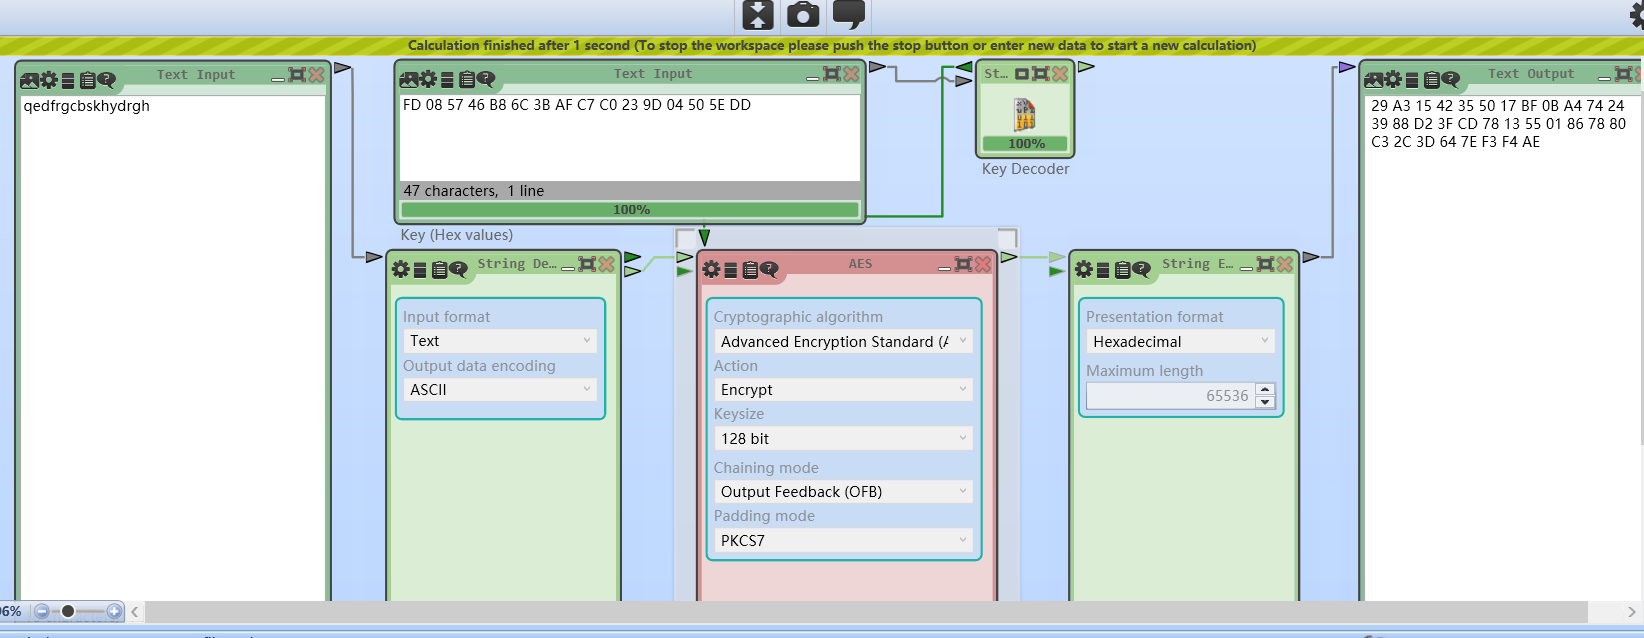 Calculation finished after 1 second (To stop the workspace please push the stop button or enter new data to start a new calculation)
Text Input
qedfrgcbskhydrgh
Text Input
FD 08 57 46 B8 6C 3B AF C7 C0 23 9D 04 50 5E DD
47 characters, 1 line
100%
Key (Hex values)
St...
100%
Key Decoder
Text Output
29 A3 15 42 35 50 17 BF 0B A4 74 24
39 88 D2 3F CD 78 13 55 01 86 78 80
C3 2C 3D 64 7E F3 F4 AE
String De...
Input format
Text
Output data encoding
ASCII
AES
Cryptographic algorithm
Advanced Encryption Standard (A
Action
Encrypt
Keysize
128 bit
Chaining mode
Output Feedback (OFB)
Padding mode
PKCS7
String E...
Presentation format
Hexadecimal
Maximum length
65536
96%